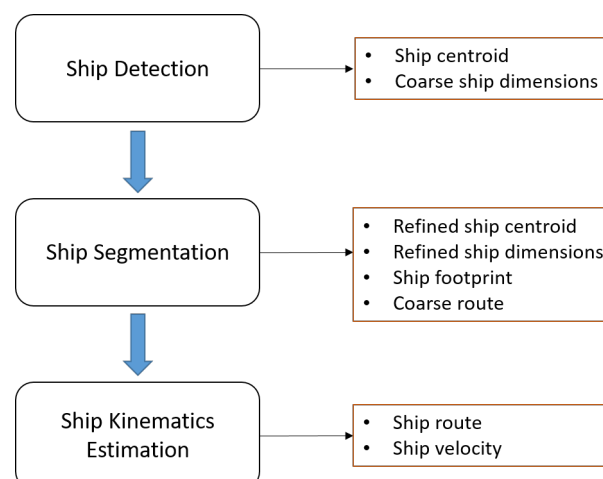 Ship Detection
• Ship centroid
• Coarse ship dimensions
Ship Segmentation
• Refined ship centroid
• Refined ship dimensions
• Ship footprint
• Coarse route
Ship Kinematics
Estimation
• Ship route
• Ship velocity